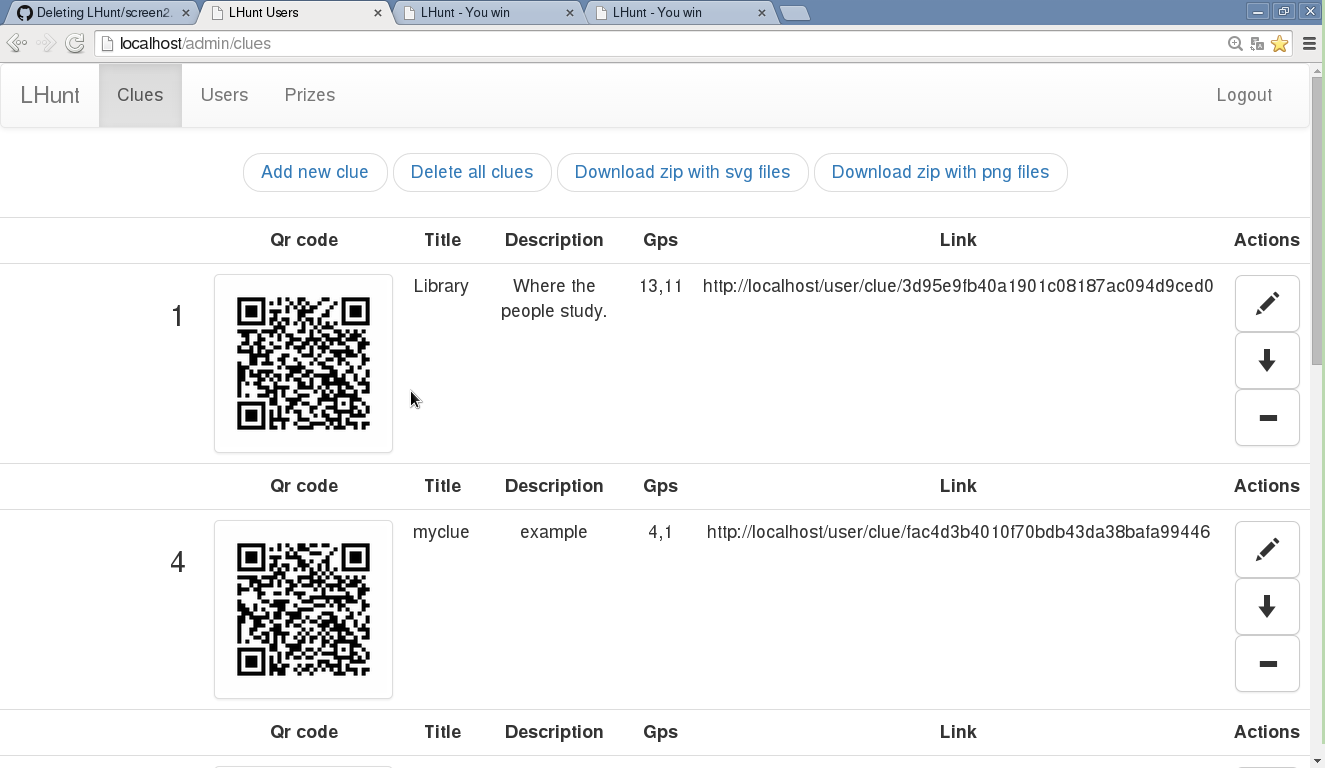 Deleting LHunt/screen2.
LHunt Users
LHunt - You win
LHunt - You win
localhost/admin/clues
LHunt
Clues
Users
Prizes
Logout
Add new clue
Delete all clues
Download zip with svg files
Download zip with png files
Qr code Title Description Gps Link Actions
1
Library
Where the
people study.
13,11
http://localhost/user/clue/3d95e9fb40a1901c08187ac094d9ced0
Qr code Title Description Gps Link Actions
4
myclue
example
4,1
http://localhost/user/clue/fac4d3b4010f70bdb43da38bafa99446
Qr code Title Description Gps Link Actions